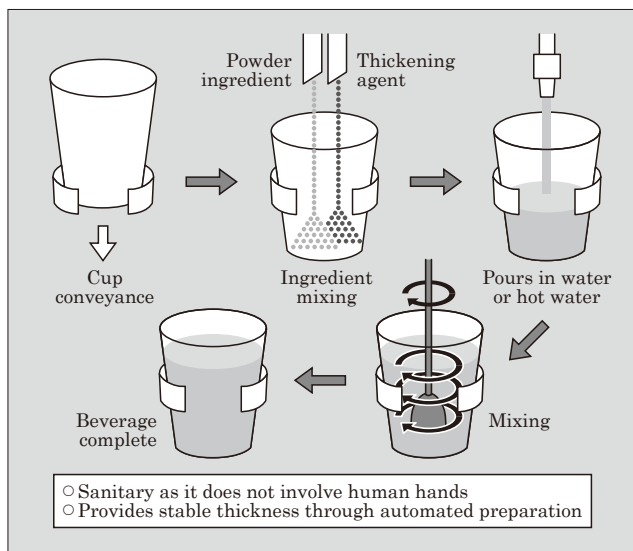 Powder
ingredient
Thickening
agent
Cup
conveyance
Ingredient
mixing
Pours in water
or hot water
Mixing
Beverage
complete
○ Sanitary as it does not involve human hands
○ Provides stable thickness through automated preparation